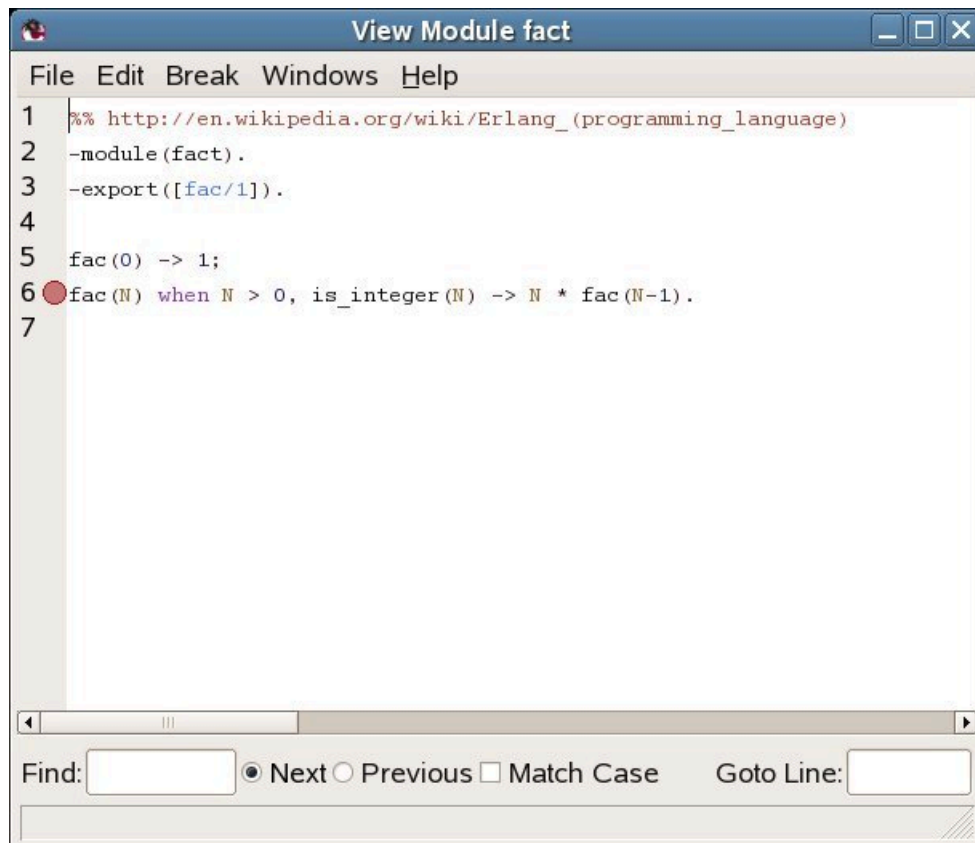 View Module fact
File Edit Break Windows Help
1 %% http://en.wikipedia.org/wiki/Erlang_(programming_language)
2 -module(fact).
3 -export([fac/1]).
4
5 fac(0) -> 1;
6 fac(N) when N > 0, is_integer(N) -> N * fac(N-1).
7
Find: Next Previous Match Case Goto Line: